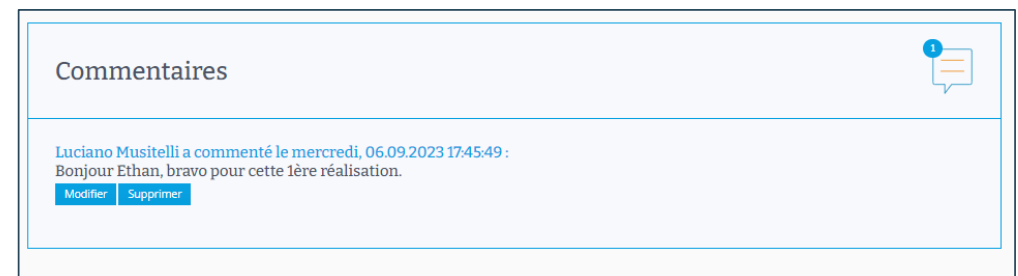 Commentaires
1
Luciano Musitelli a commenté le mercredi, 06.09.2023 17:45:49 :
Bonjour Ethan, bravo pour cette 1ère réalisation.
Modifier Supprimer